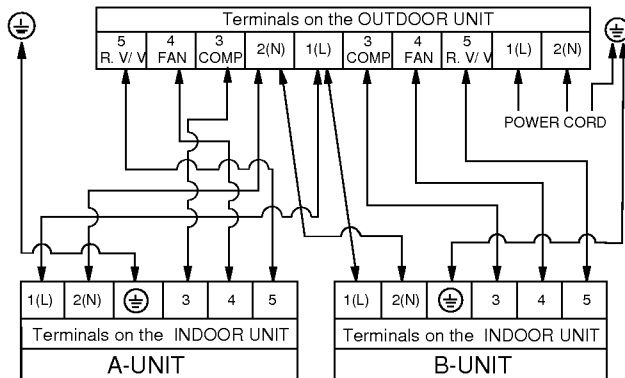 Terminals on the OUTDOOR UNIT
5 4 3 2(N) 1(L) 3 4 5 1(L) 2(N)
R. V/ V FAN COMP COMP FAN R. V/ V
POWER CORD
1(L) 2(N) 3 4 5 1(L) 2(N) 3 4 5
Terminals on the INDOOR UNIT Terminals on the INDOOR UNIT
A-UNIT B-UNIT